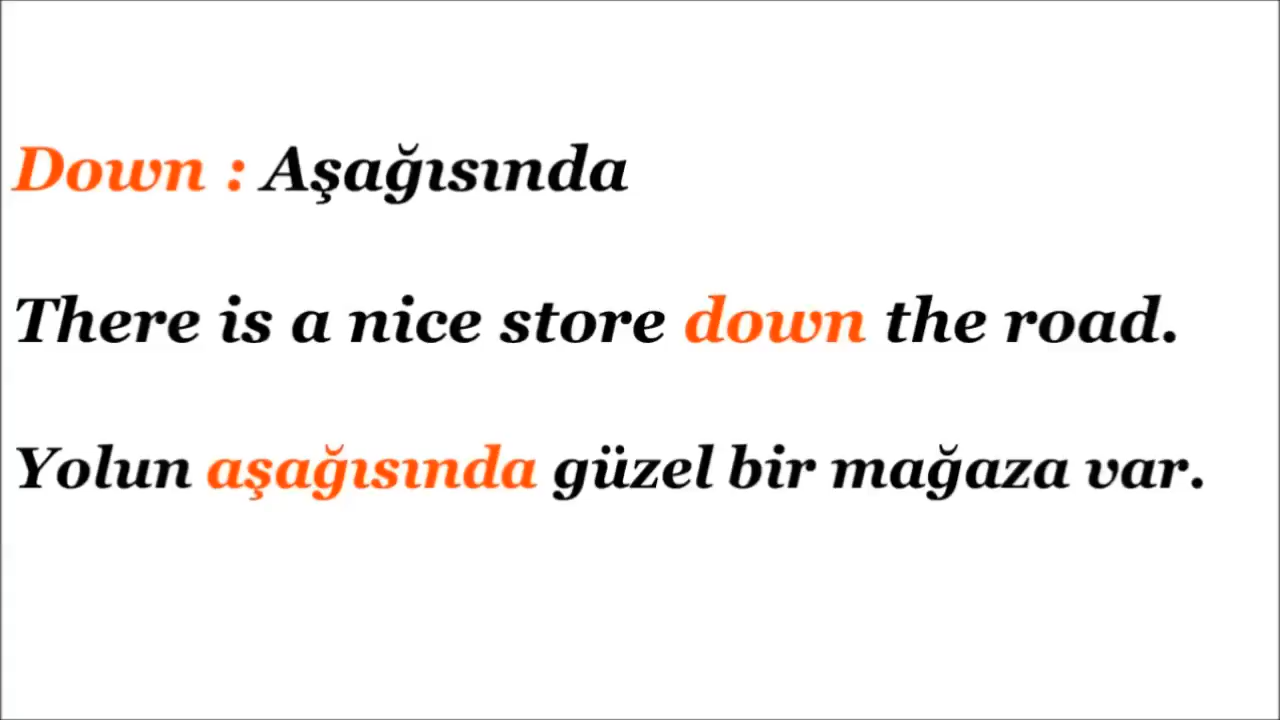 Down : Aşağısında
There is a nice store down the road.
Yolun aşağısında güzel bir mağaza var.